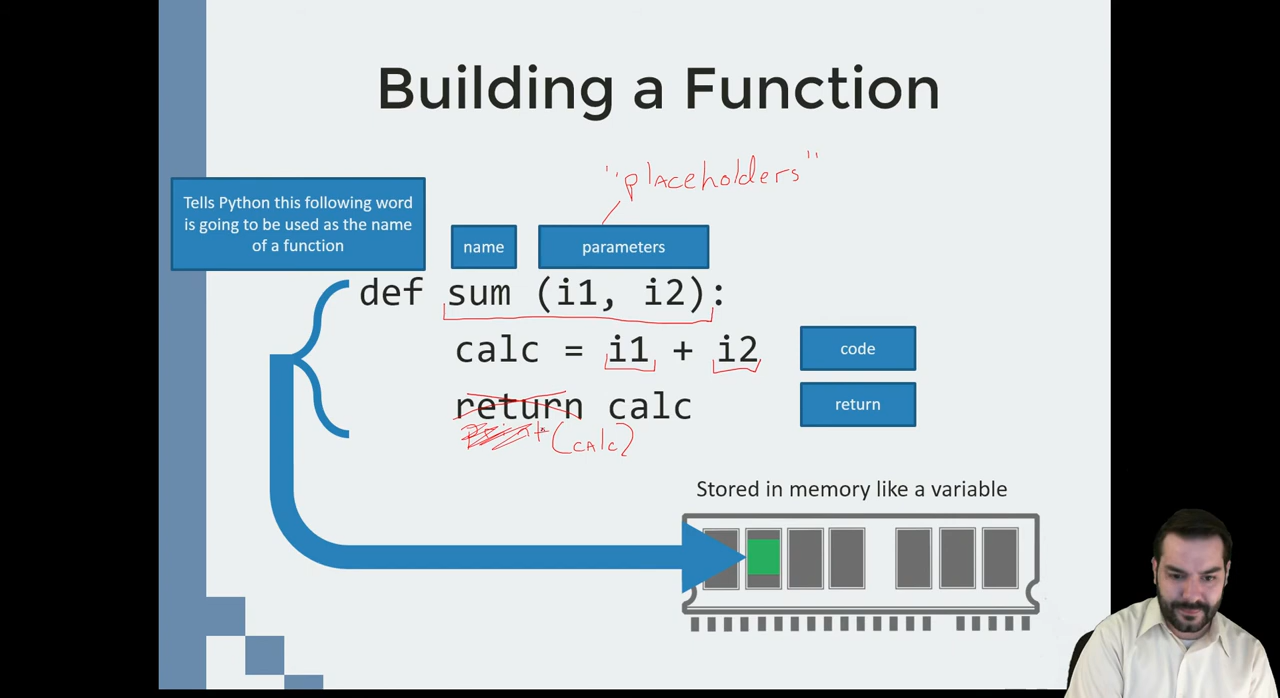 Building a Function
"placeholders"
Tells Python this following word
is going to be used as the name
of a function
name
parameters
def sum (i1, i2):
calc = i1 + i2
code
return calc
return
(calc)
Stored in memory like a variable